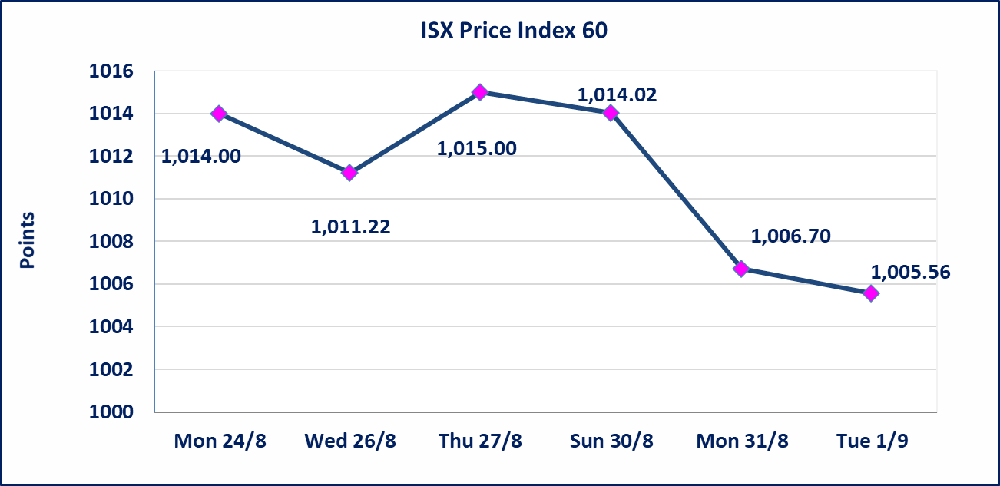 ISX Price Index 60
Points
1016
1014
1012
1010
1008
1006
1004
1002
1000
1,014.00
1,011.22
1,015.00
1,014.02
1,006.70
1,005.56
Mon 24/8
Wed 26/8
Thu 27/8
Sun 30/8
Mon 31/8
Tue 1/9